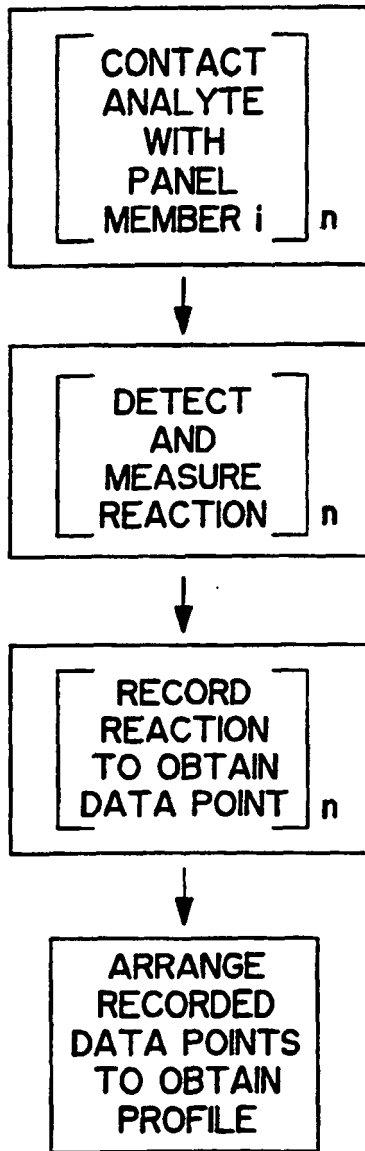 CONTACT
ANALYTE
WITH
PANEL
MEMBER i
n
DETECT
AND
MEASURE
REACTION
n
RECORD
REACTION
TO OBTAIN
DATA POINT
n
ARRANGE
RECORDED
DATA POINTS
TO OBTAIN
PROFILE